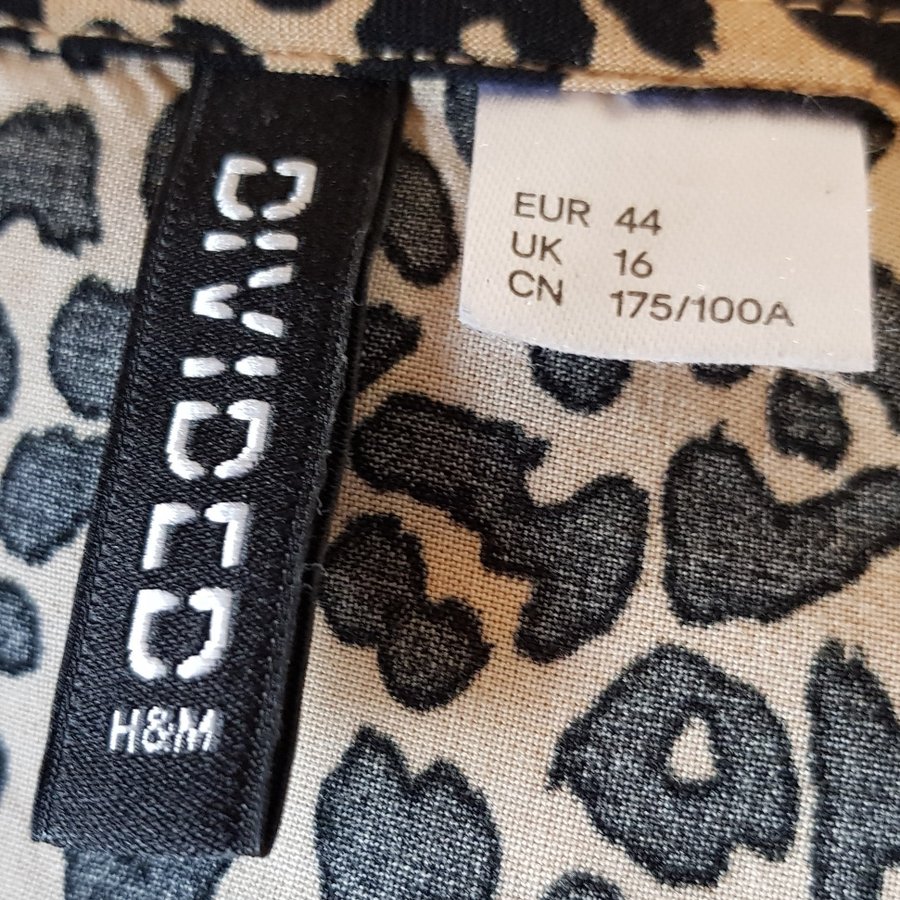 DIVIDED
H&M
EUR 44
UK 16
CN 175/100A